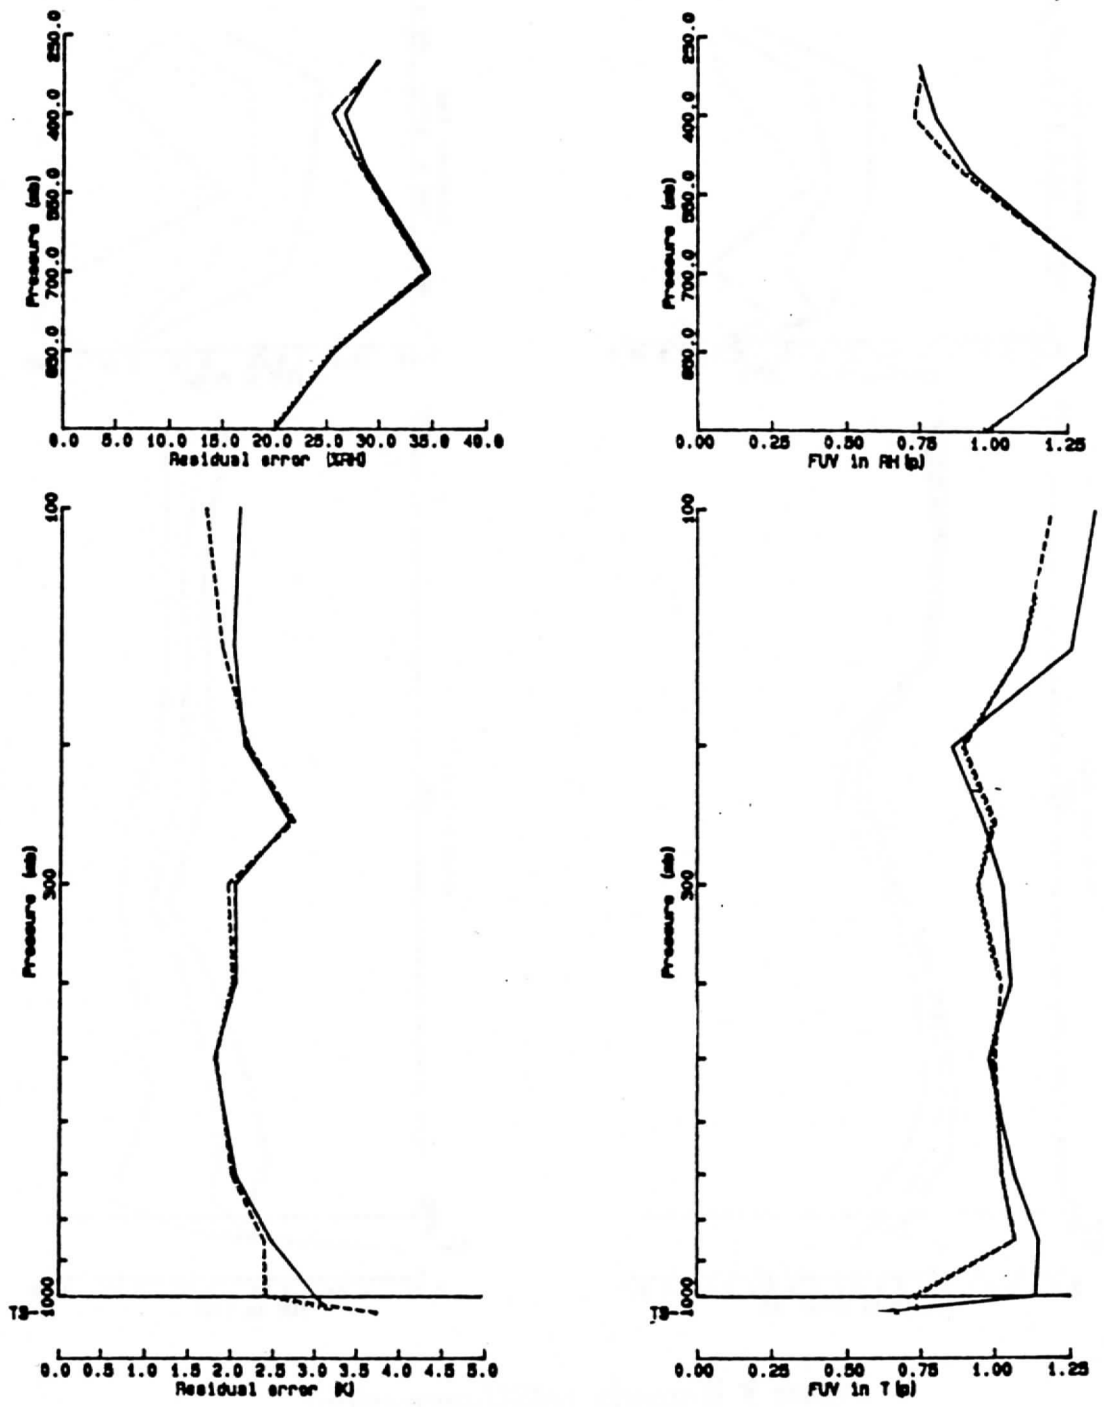 250.0
400.0
550.0
700.0
850.0
Pressure (mb)
0.0 5.0 10.0 15.0 20.0 25.0 30.0 35.0 40.0
Residual error (%RH)
250.0
400.0
550.0
700.0
850.0
Pressure (mb)
0.00 0.25 0.50 0.75 1.00 1.25
FUV in RH(p)
100
300
1000
TS-
Pressure (mb)
0.0 0.5 1.0 1.5 2.0 2.5 3.0 3.5 4.0 4.5 5.0
Residual error (K)
100
300
1000
TS-
Pressure (mb)
0.00 0.25 0.50 0.75 1.00 1.25
FUV in T(p)